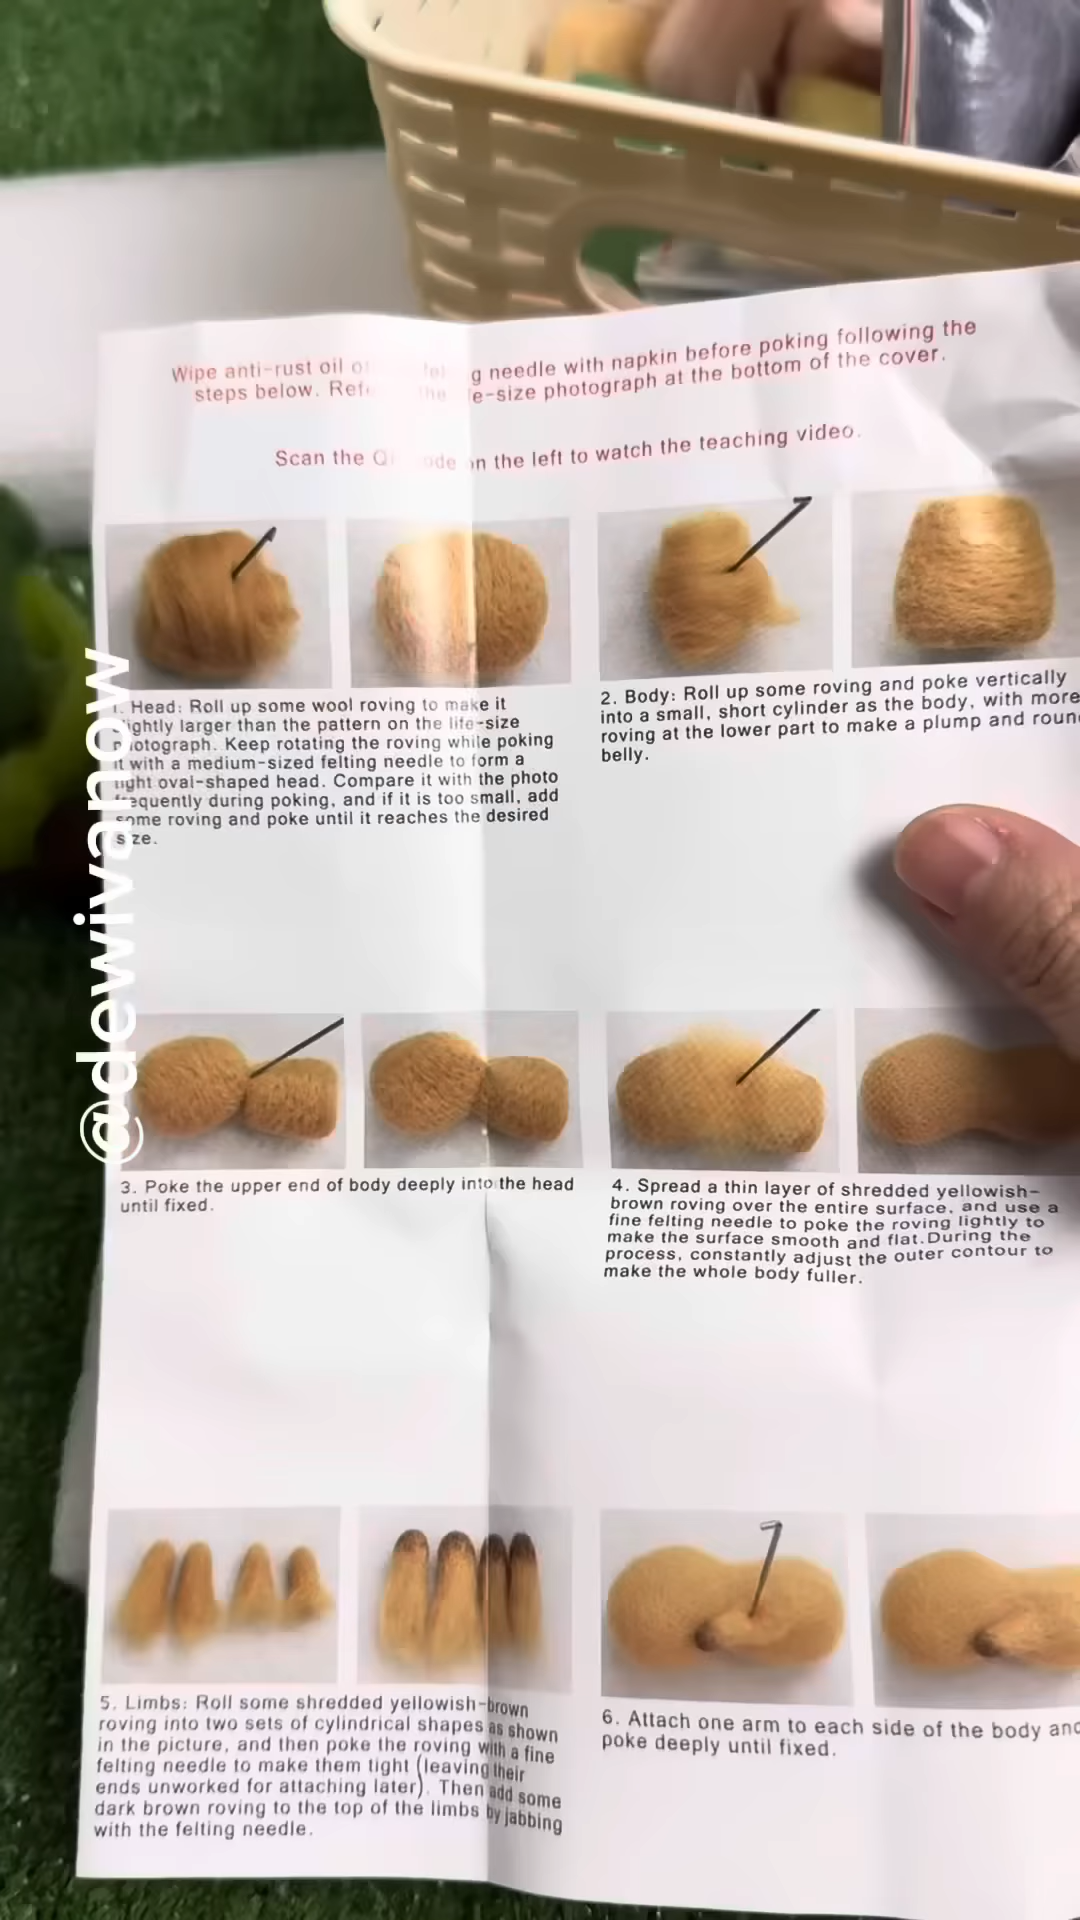 Wipe anti-rust oil needle with napkin before poking following the
steps below. the e-size photograph at the bottom of the cover.
Scan the on the left to watch the teaching video.
1. Head: Roll up some wool roving to make it
larger than the pattern on the life-size
photograph. Keep rotating the roving while poking
it with a medium-sized felting needle to form a
tight oval-shaped head. Compare it with the photo
frequently during poking, and if it is too small, add
some roving and poke until it reaches the desired
size.
2. Body: Roll up some roving and poke vertically
into a small, short cylinder as the body, with more
roving at the lower part to make a plump and roun
belly.
3. Poke the upper end of body deeply into the head
until fixed.
4. Spread a thin layer of shredded yellowish-
brown roving over the entire surface, and use a
fine felting needle to poke the roving lightly to
make the surface smooth and flat.During the
process, constantly adjust the outer contour to
make the whole body fuller.
5. Limbs: Roll some shredded yellowish-brown
roving into two sets of cylindrical shapes as shown
in the picture, and then poke the roving with a fine
felting needle to make them tight (leaving their
ends unworked for attaching later). Then add some
dark brown roving to the top of the limbs by jabbing
with the felting needle.
6. Attach one arm to each side of the body and
poke deeply until fixed.
@dewivanow